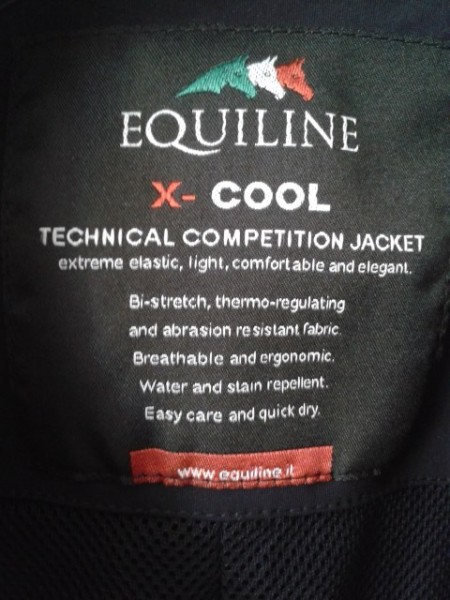 EQUILINE
X- COOL
TECHNICAL COMPETITION JACKET
extreme elastic, light, comfortable and elegant.
Bi-stretch, thermo-regulating
and abrasion resistant fabric.
Breathable and ergonomic.
Water and stain repellent.
Easy care and quick dry.
www.equiline.it